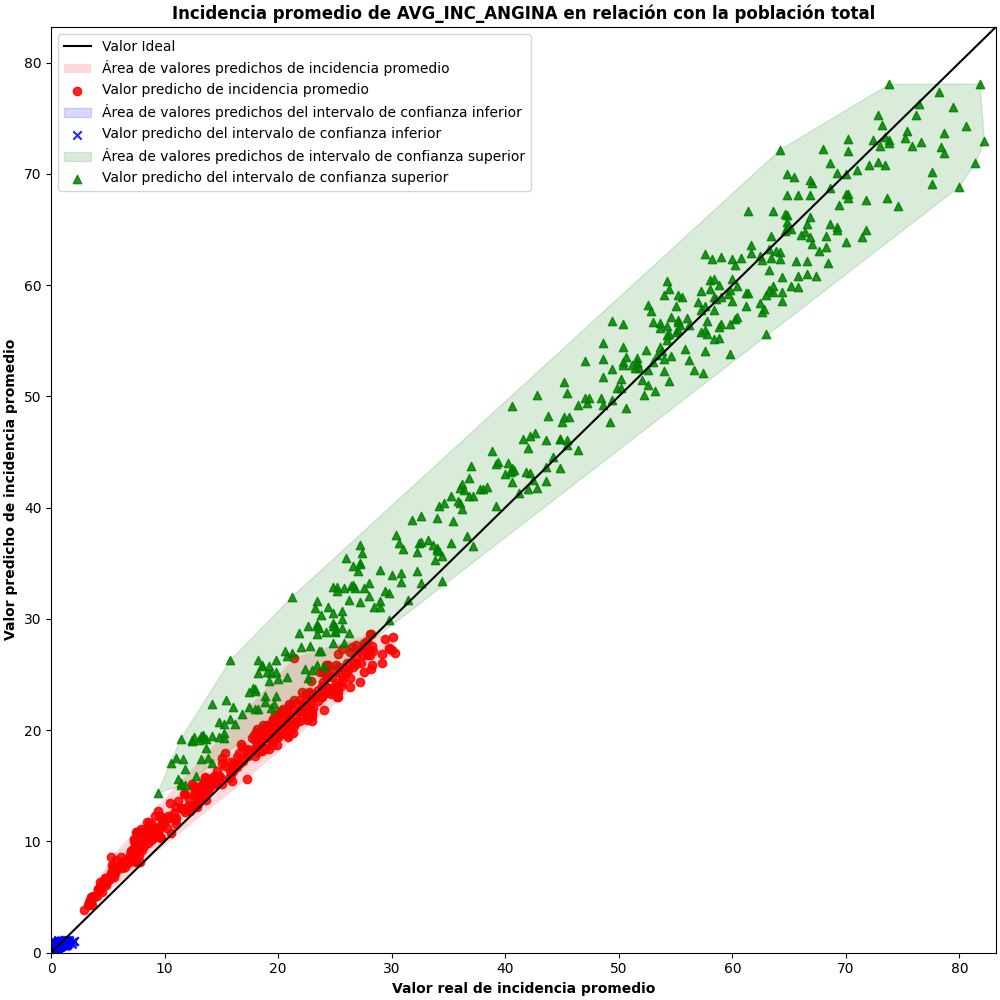 Incidencia promedio de AVG_INC_ANGINA en relación con la población total
Valor Ideal
Área de valores predichos de incidencia promedio
Valor predicho de incidencia promedio
Área de valores predichos del intervalo de confianza inferior
Valor predicho del intervalo de confianza inferior
Área de valores predichos de intervalo de confianza superior
Valor predicho del intervalo de confianza superior
Valor predicho de incidencia promedio
80
70
60
50
40
30
20
10
0
0 10 20 30 40 50 60 70 80
Valor real de incidencia promedio